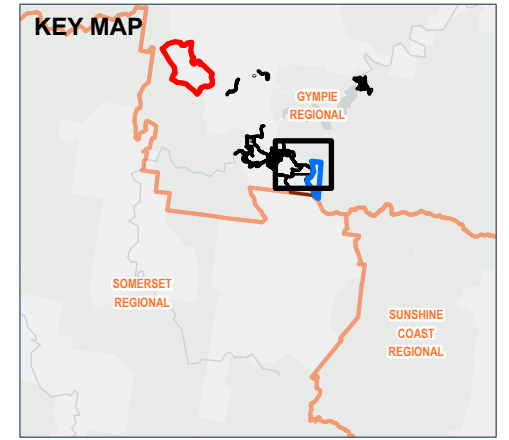 KEY MAP
GYMPIE
REGIONAL
SOMERSET
REGIONAL
SUNSHINE
COAST
REGIONAL